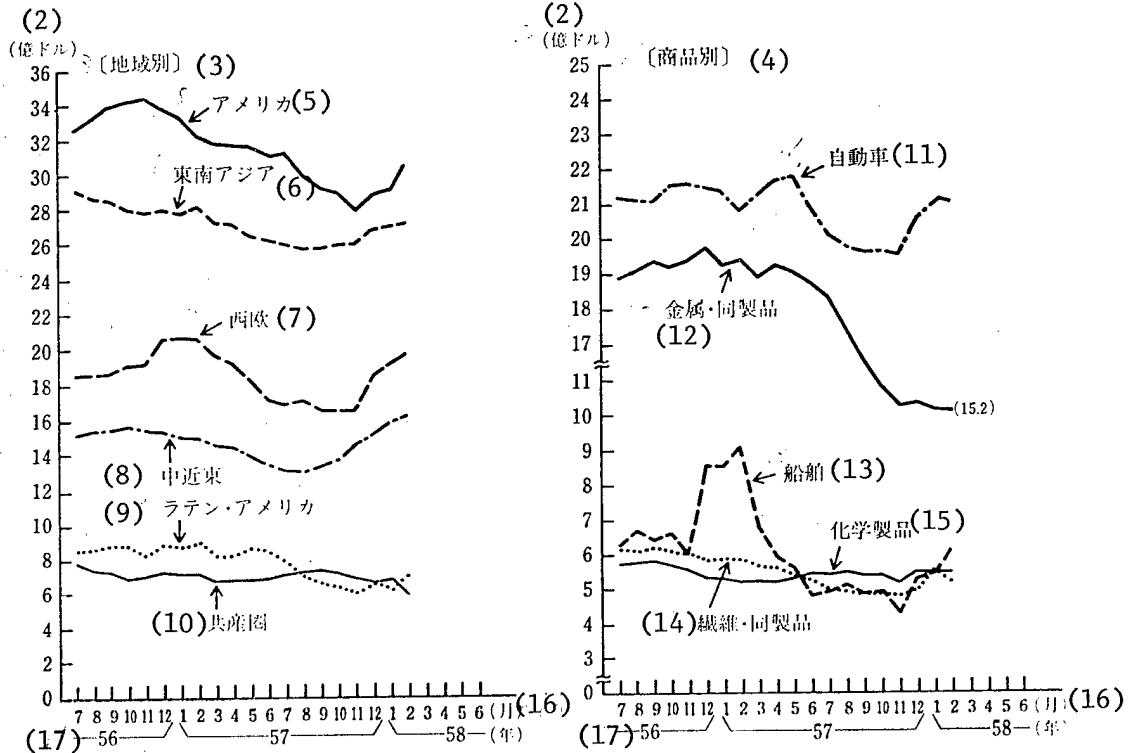 (2)
(億ドル)
〔地域別〕 (3)
36
34
32
30
28
26
24
22
20
18
16
14
12
10
8
6
4
2
0
アメリカ(5)
東南アジア
(6)
西欧 (7)
(8) 中近東
(9) ラテン・アメリカ
(10)共産圏
7 8 9 10 11 12 1 2 3 4 5 6 7 8 9 10 11 12 1 2 3 4 5 6 (月)(16)
(17) 56 57 58 (年)
(2)
(億ドル)
〔商品別〕 (4)
25
24
23
22
21
20
19
18
17
11
10
9
8
7
6
5
4
3
0
自動車(11)
金属・同製品
(12)
(15.2)
船舶 (13)
化学製品 (15)
(14)繊維・同製品
7 8 9 10 11 12 1 2 3 4 5 6 7 8 9 10 11 12 1 2 3 4 5 6 (月)(16)
(17) 56 57 58 (年)